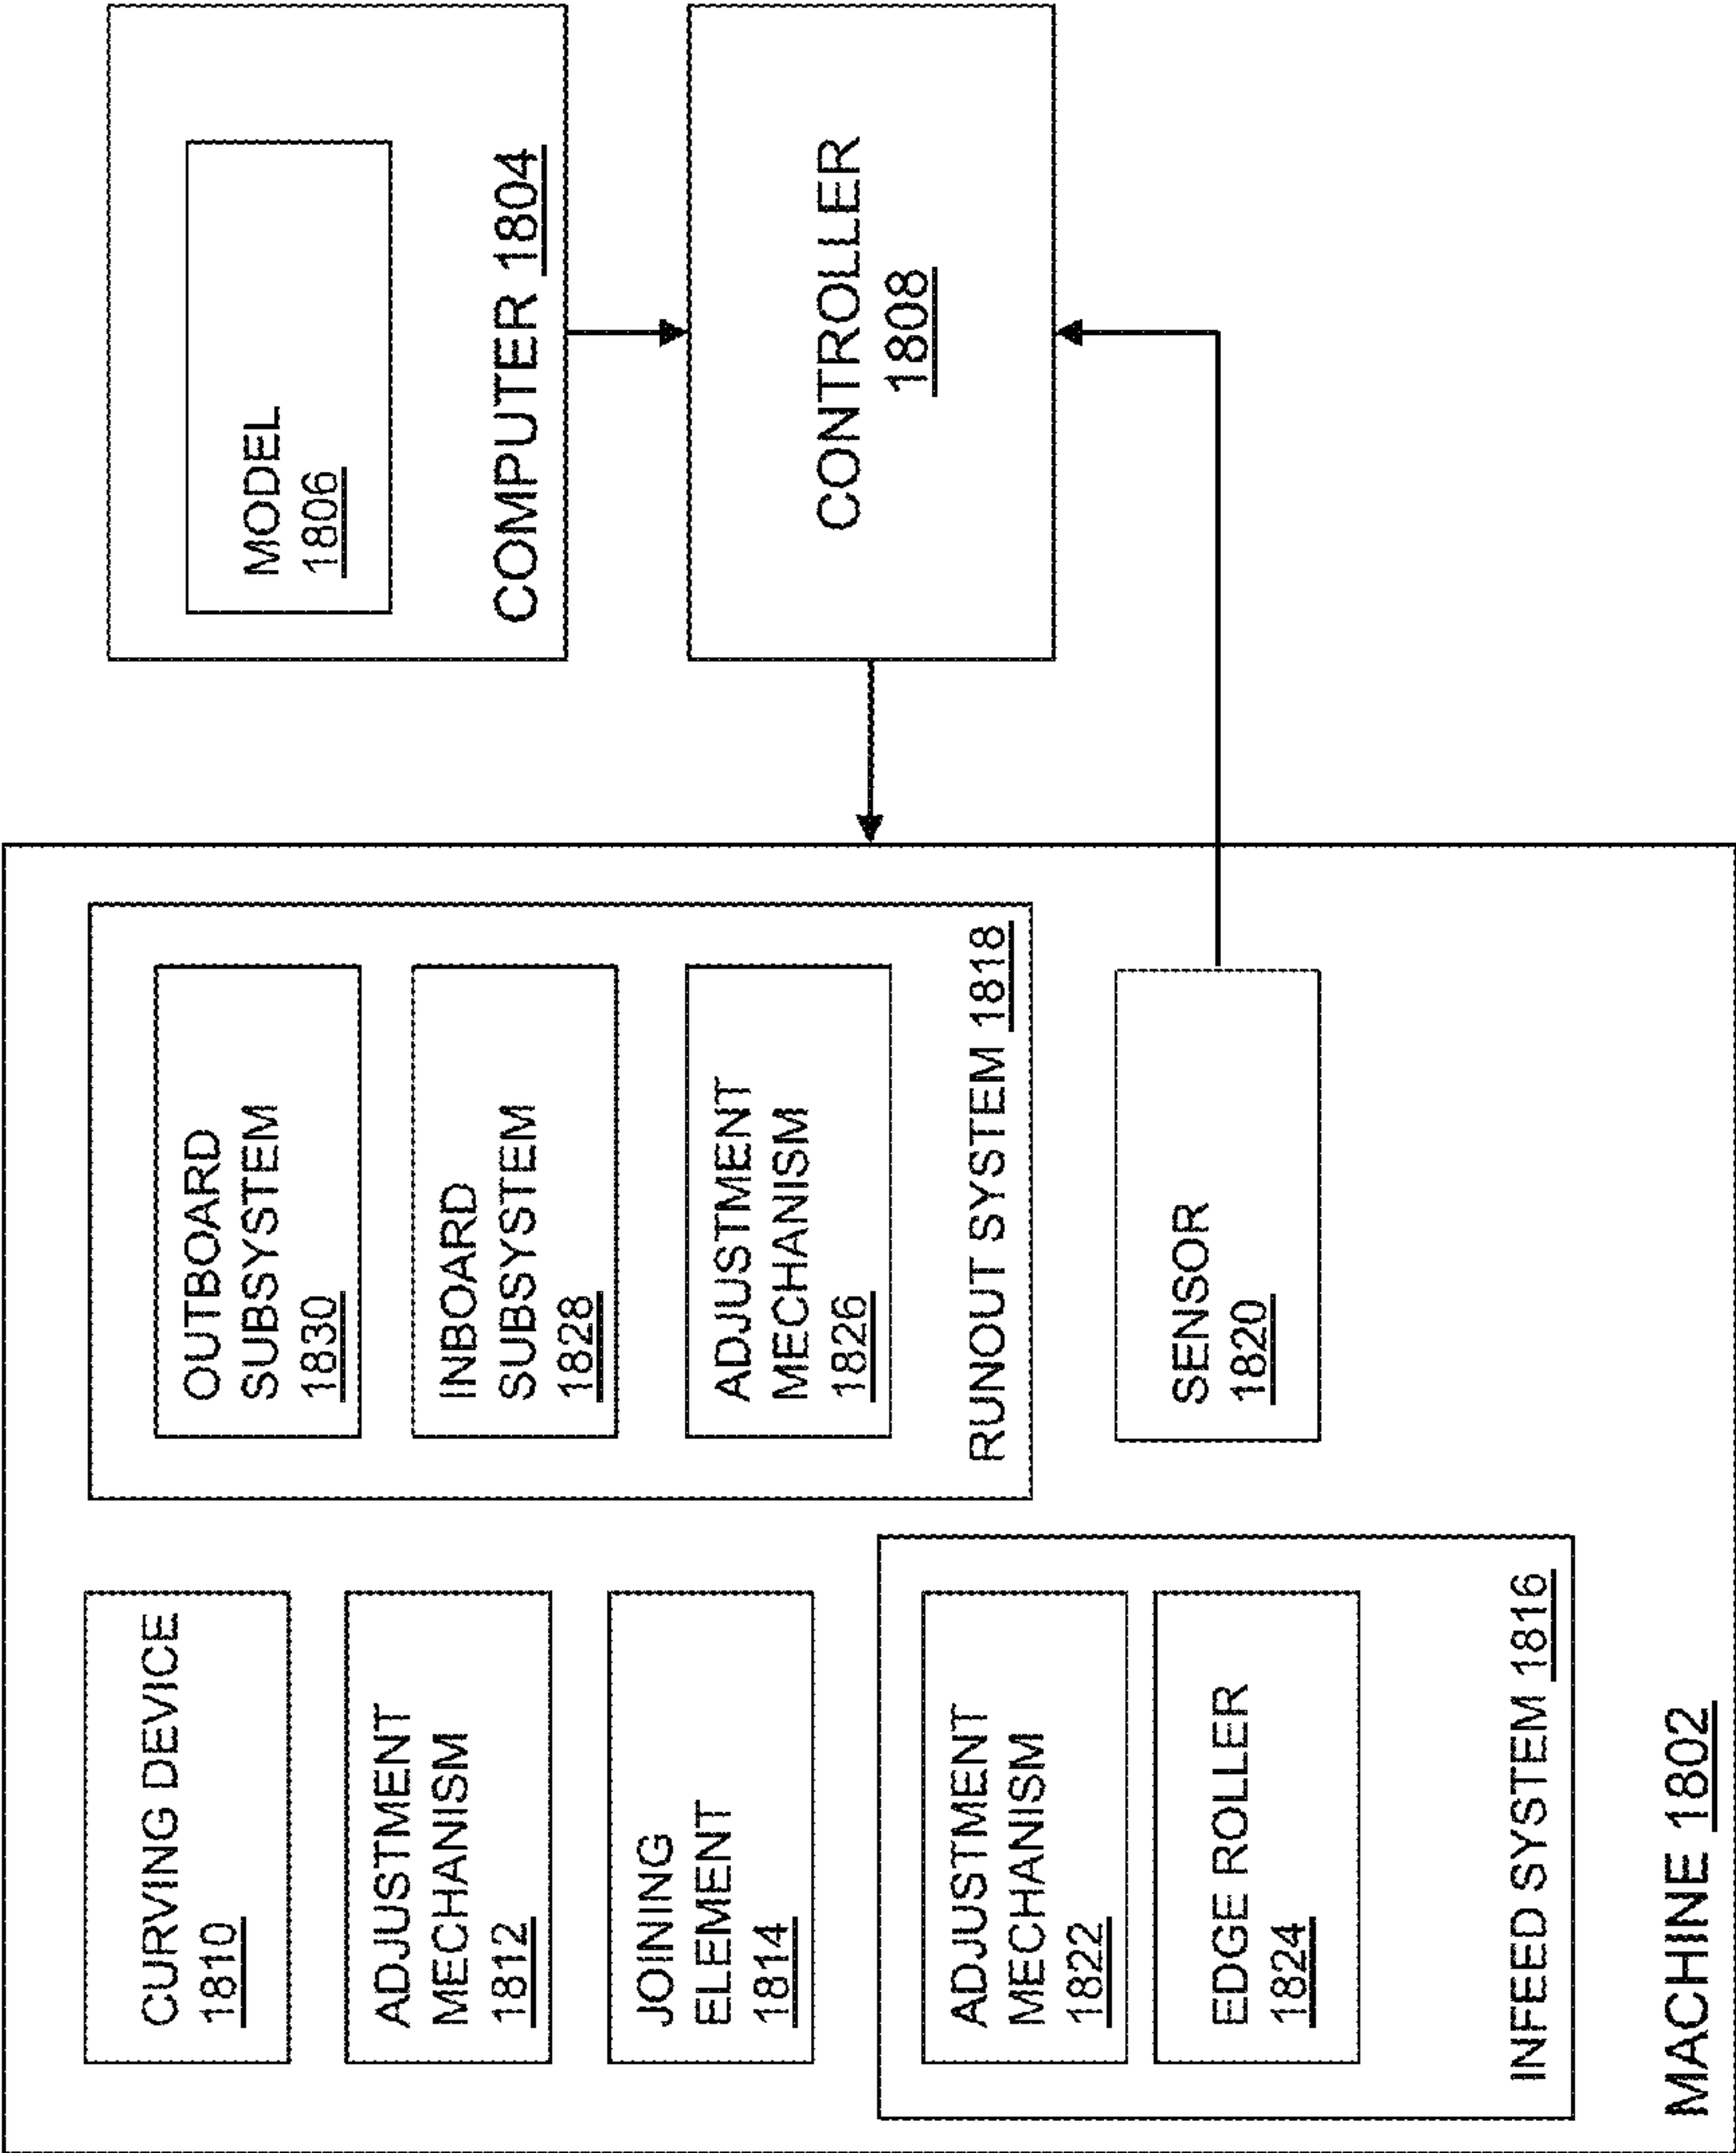 CURVING DEVICE
1810
ADJUSTMENT
MECHANISM
1812
JOINING
ELEMENT
1814
ADJUSTMENT
MECHANISM
1822
EDGE ROLLER
1824
INFEED SYSTEM 1816
MACHINE 1802
OUTBOARD
SUBSYSTEM
1830
INBOARD
SUBSYSTEM
1828
ADJUSTMENT
MECHANISM
1826
RUNOUT SYSTEM 1818
SENSOR
1820
MODEL
1806
COMPUTER 1804
CONTROLLER
1808